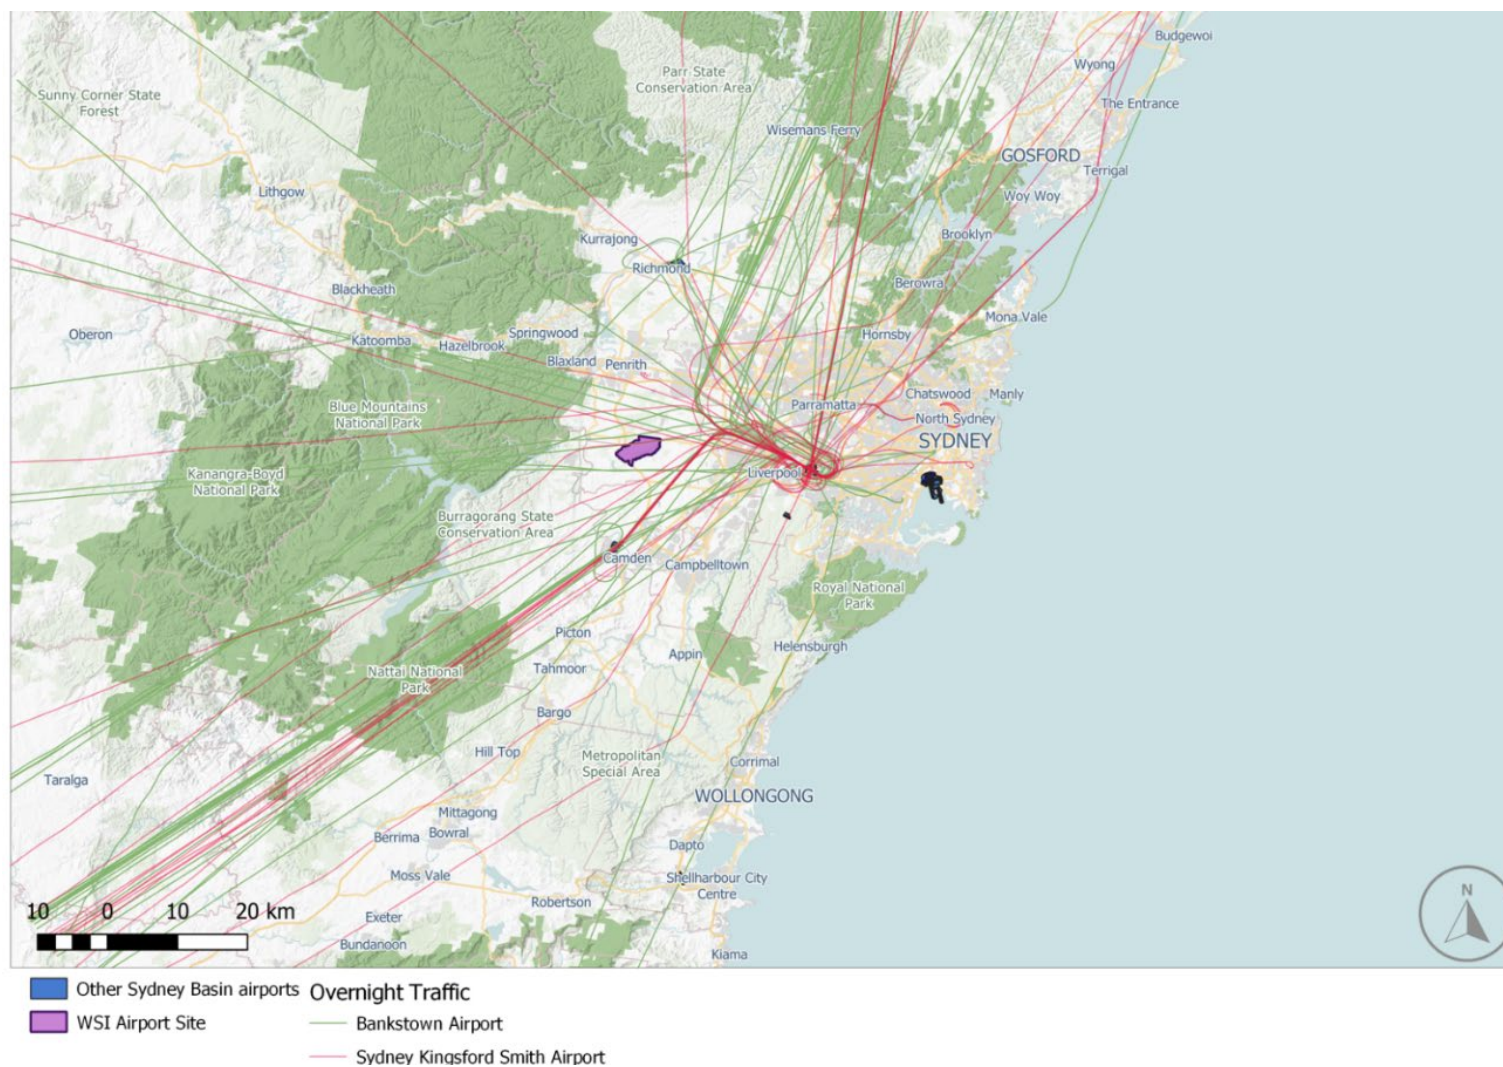 Budgewoi
Wyong
Parr State
Conservation Area
Sunny Corner State
Forest
The Entrance
Wisemans Ferry
GOSFORD
Terrigal
Lithgow
Woy Woy
Brooklyn
Kurrajong
Richmond
Berowra
Blackheath
Mona Vale
Oberon
Springwood
Hornsby
Katoomba
Hazelbrook
Blaxland
Penrith
Chatswood
Manly
Parramatta
Blue Mountains
National Park
North Sydney
SYDNEY
Kanangra-Boyd
National Park
Liverpool
Burragorang State
Conservation Area
Camden
Campbelltown
Royal National
Park
Picton
Helensburgh
Appin
Tahmoor
Nattai National
Park
Bargo
Hill Top
Metropolitan
Special Area
Corrimal
Taralga
WOLLONGONG
Mittagong
Berrima
Bowral
Dapto
Moss Vale
Shellharbour City
Centre
Robertson
Exeter
Bundanoon
Kiama
10 0 10 20 km
N
Other Sydney Basin airports
WSI Airport Site
Overnight Traffic
Bankstown Airport
Sydney Kingsford Smith Airport